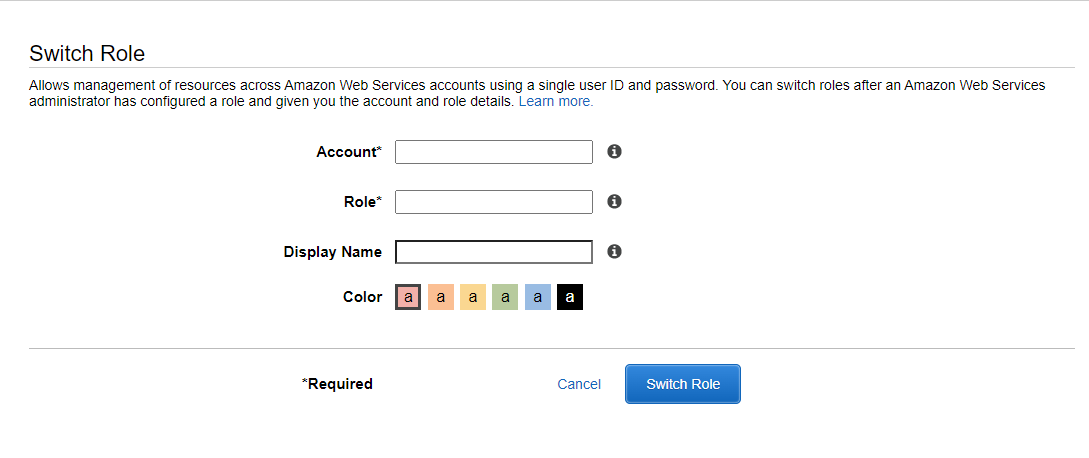 Switch Role
Allows management of resources across Amazon Web Services accounts using a single user ID and password. You can switch roles after an Amazon Web Services
administrator has configured a role and given you the account and role details. Learn more.
Account*
Role*
Display Name
Color a a a a a a
*Required Cancel Switch Role